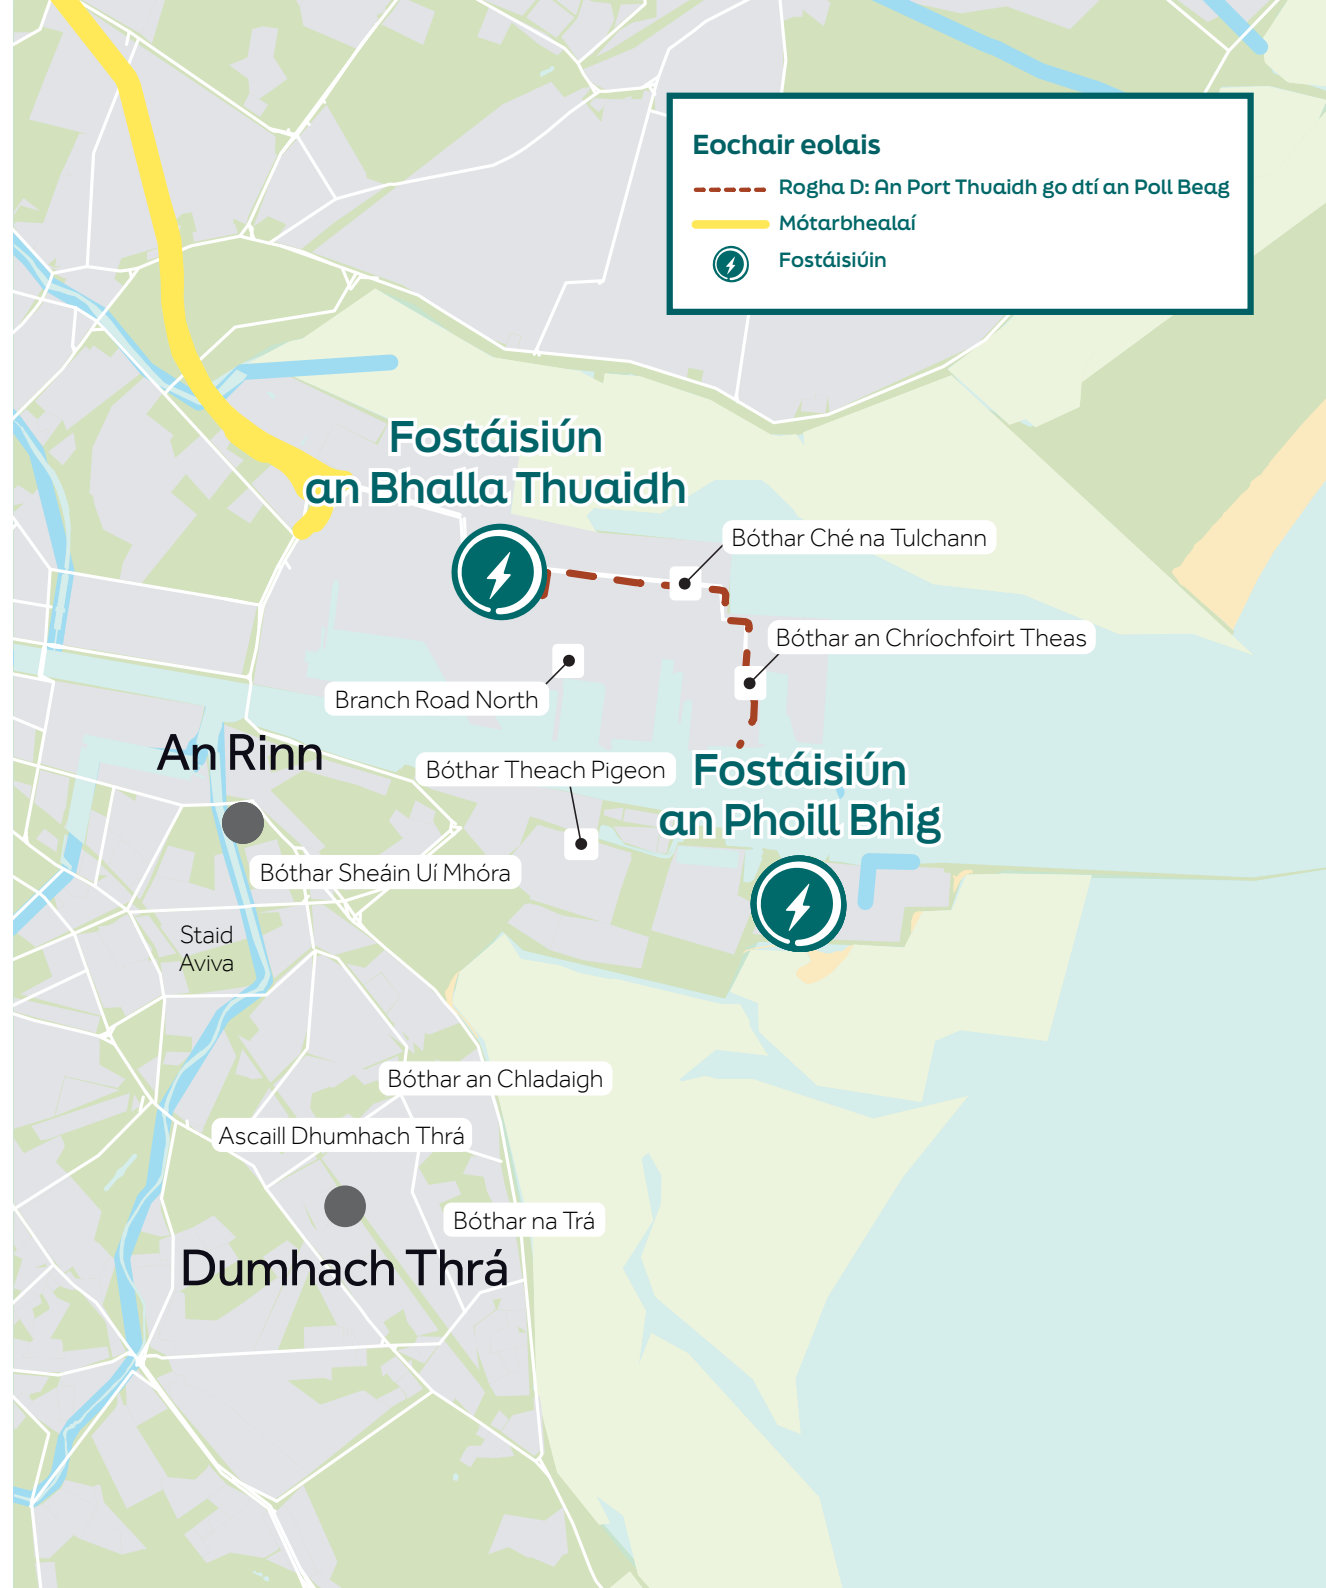 Eochair eolais
Rogha D: An Port Thuaidh go dtí an Poll Beag
Mótarbhealaí
Fostáisiúin
Fostáisiún
an Bhalla Thuaidh
Bóthar Ché na Tulchann
Bóthar an Chríochfoirt Theas
Branch Road North
An Rinn
Bóthar Theach Pigeon
Fostáisiún
an Phoill Bhig
Bóthar Sheáin Uí Mhóra
Staid
Aviva
Bóthar an Chladaigh
Ascaill Dhumhach Thrá
Bóthar na Trá
Dumhach Thrá